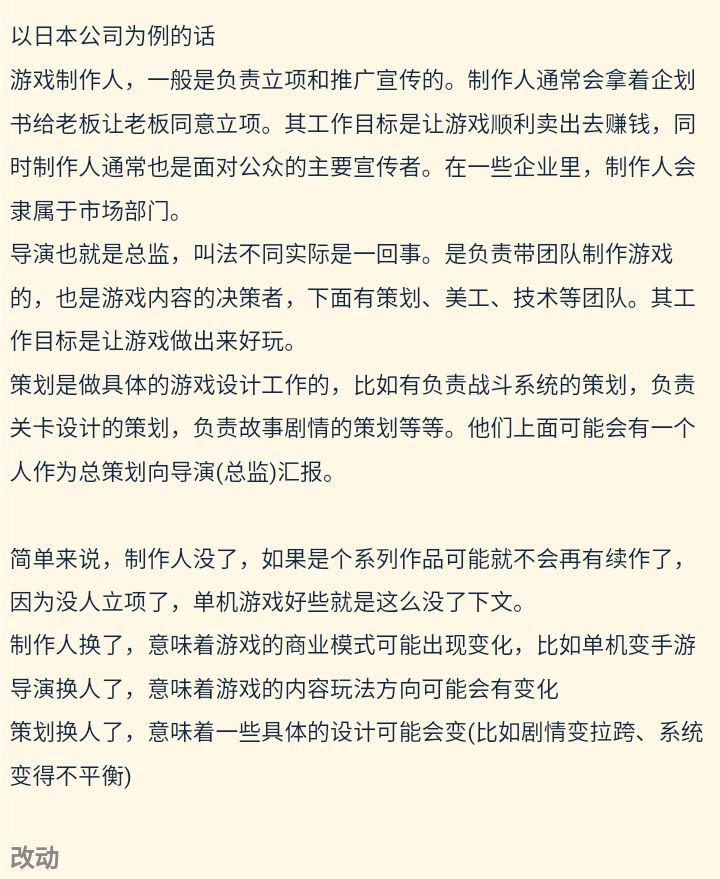 以日本公司为例的话
游戏制作人，一般是负责立项和推广宣传的。制作人通常会拿着企划
书给老板让老板同意立项。其工作目标是让游戏顺利卖出去赚钱，同
时制作人通常也是面对公众的主要宣传者。在一些企业里，制作人会
隶属于市场部门。
导演也就是总监，叫法不同实际是一回事。是负责带团队制作游戏
的，也是游戏内容的决策者，下面有策划、美工、技术等团队。其工
作目标是让游戏做出来好玩。
策划是做具体的游戏设计工作的，比如有负责战斗系统的策划，负责
关卡设计的策划，负责故事剧情的策划等等。他们上面可能会有一个
人作为总策划向导演(总监)汇报。
简单来说，制作人没了，如果是个系列作品可能就不会再有续作了，
因为没人立项了，单机游戏好些就是这么没了下文。
制作人换了，意味着游戏的商业模式可能出现变化，比如单机变手游
导演换人了，意味着游戏的内容玩法方向可能会有变化
策划换人了，意味着一些具体的设计可能会变(比如剧情变拉跨、系统
变得不平衡)
改动